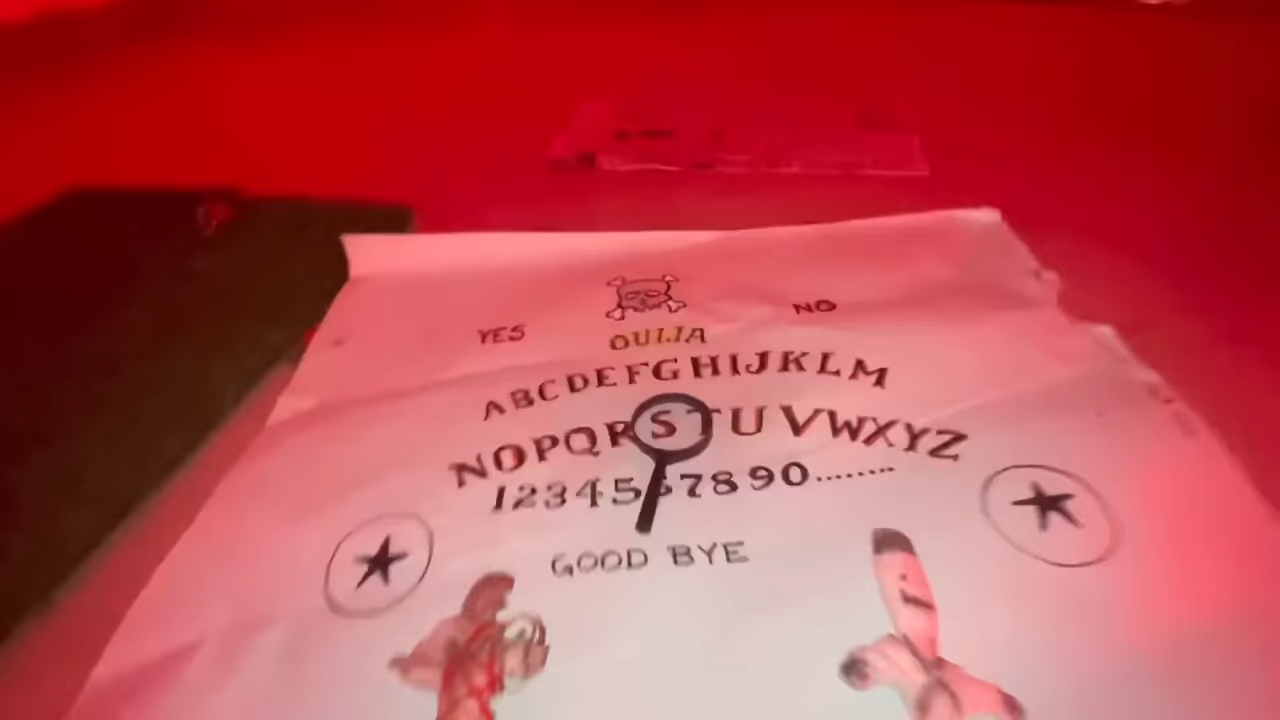 YES NO
OUIJA
ABCDEFGHIJKLM
NOPQRSTUVWXYZ
1234567890........
GOOD BYE